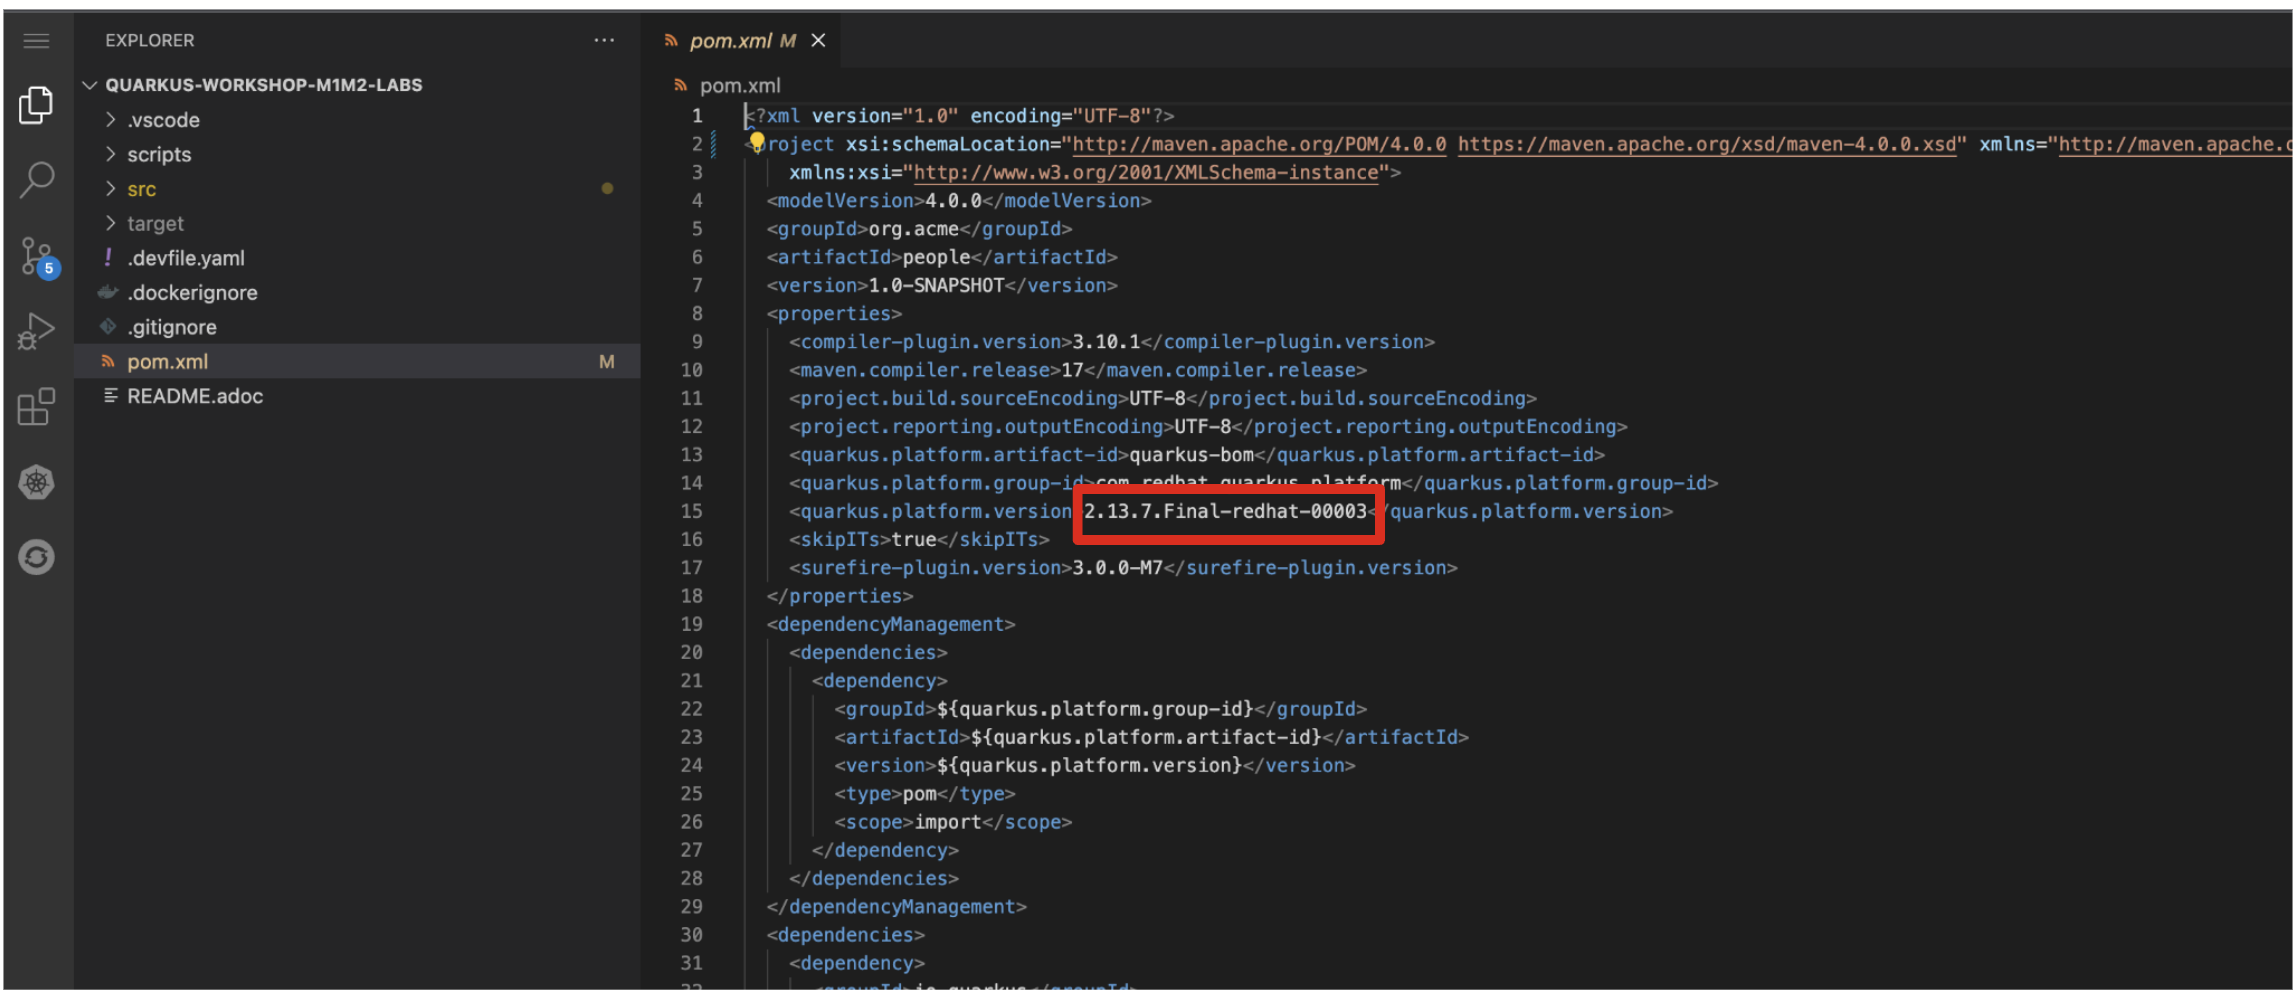 EXPLORER
QUARKUS-WORKSHOP-M1M2-LABS
.vscode
scripts
src
target
! .devfile.yaml
.dockerignore
.gitignore
pom.xml M
README.adoc
5
pom.xml M
pom.xml
1 <?xml version="1.0" encoding="UTF-8"?>
2 <project xsi:schemaLocation="http://maven.apache.org/POM/4.0.0 https://maven.apache.org/xsd/maven-4.0.0.xsd" xmlns="http://maven.apache.
3 xmlns:xsi="http://www.w3.org/2001/XMLSchema-instance">
4 <modelVersion>4.0.0</modelVersion>
5 <groupId>org.acme</groupId>
6 <artifactId>people</artifactId>
7 <version>1.0-SNAPSHOT</version>
8 <properties>
9 <compiler-plugin.version>3.10.1</compiler-plugin.version>
10 <maven.compiler.release>17</maven.compiler.release>
11 <project.build.sourceEncoding>UTF-8</project.build.sourceEncoding>
12 <project.reporting.outputEncoding>UTF-8</project.reporting.outputEncoding>
13 <quarkus.platform.artifact-id>quarkus-bom</quarkus.platform.artifact-id>
14 <quarkus.platform.group-id>com.redhat.quarkus.platform</quarkus.platform.group-id>
15 <quarkus.platform.version>2.13.7.Final-redhat-00003</quarkus.platform.version>
16 <skipITs>true</skipITs>
17 <surefire-plugin.version>3.0.0-M7</surefire-plugin.version>
18 </properties>
19 <dependencyManagement>
20 <dependencies>
21 <dependency>
22 <groupId>${quarkus.platform.group-id}</groupId>
23 <artifactId>${quarkus.platform.artifact-id}</artifactId>
24 <version>${quarkus.platform.version}</version>
25 <type>pom</type>
26 <scope>import</scope>
27 </dependency>
28 </dependencies>
29 </dependencyManagement>
30 <dependencies>
31 <dependency>
32 <groupId>io.quarkus</groupId>